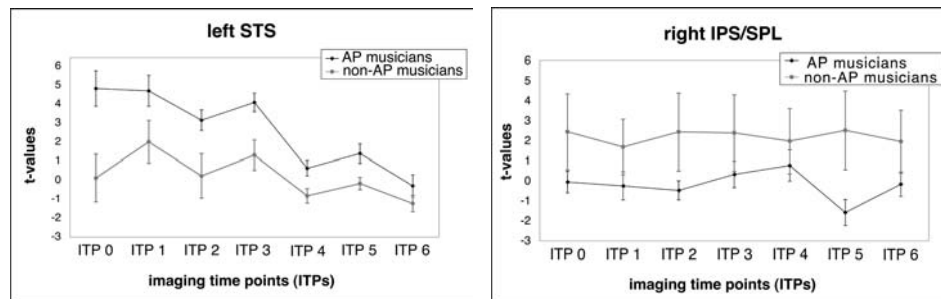 left STS
AP musicians
non-AP musicians
t-values
6
5
4
3
2
1
0
-1
-2
-3
ITP 0 ITP 1 ITP 2 ITP 3 ITP 4 ITP 5 ITP 6
imaging time points (ITPs)
right IPS/SPL
AP musicians
non-AP musicians
t-values
6
5
4
3
2
1
0
-1
-2
-3
ITP 0 ITP 1 ITP 2 ITP 3 ITP 4 ITP 5 ITP 6
imaging time points (ITPs)